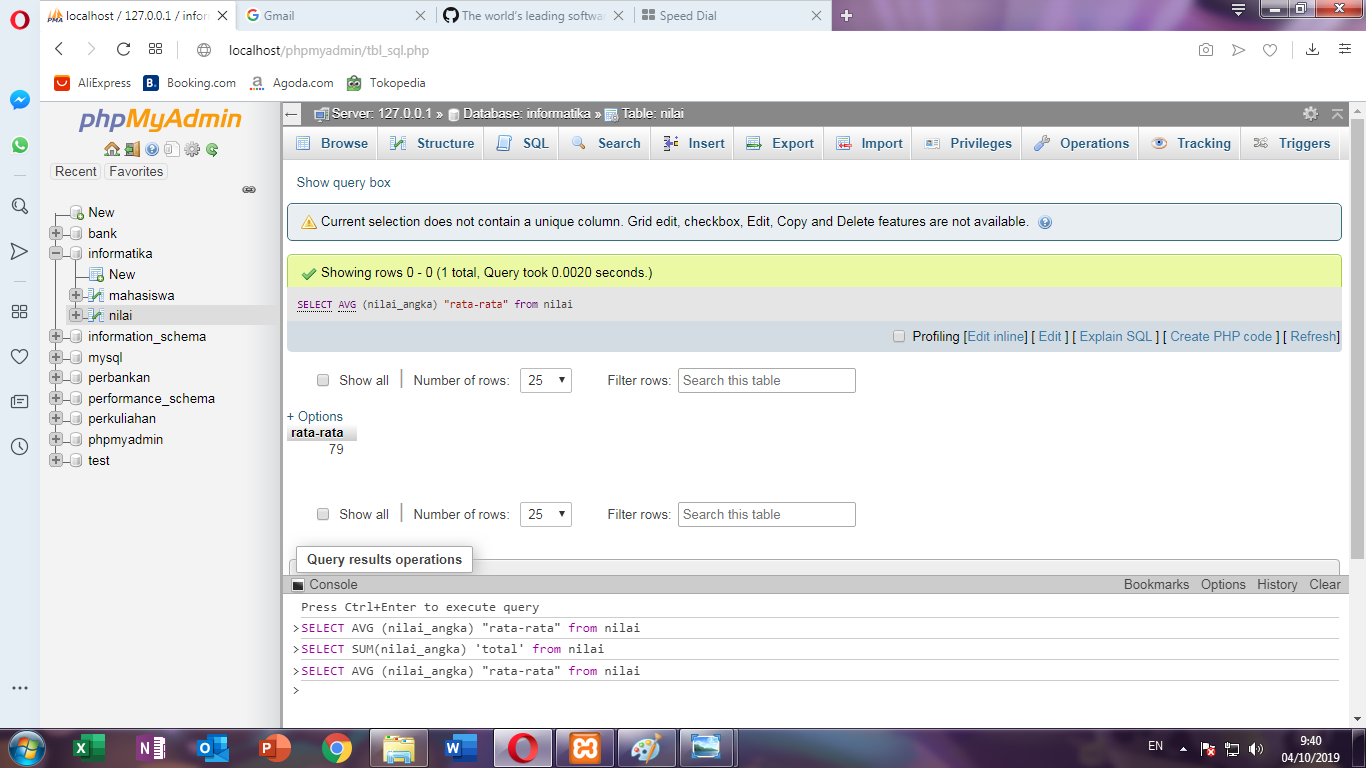 localhost / 127.0.0.1 / infor
Gmail
The world's leading softwa
Speed Dial
localhost/phpmyadmin/tbl_sql.php
AliExpress
Booking.com
Agoda.com
Tokopedia
phpMyAdmin
Recent
Favorites
New
bank
informatika
New
mahasiswa
nilai
information_schema
mysql
perbankan
performance_schema
perkuliahan
phpmyadmin
test
Server: 127.0.0.1 » Database: informatika » Table: nilai
Browse
Structure
SQL
Search
Insert
Export
Import
Privileges
Operations
Tracking
Triggers
Show query box
Current selection does not contain a unique column. Grid edit, checkbox, Edit, Copy and Delete features are not available.
Showing rows 0 - 0 (1 total, Query took 0.0020 seconds.)
SELECT AVG (nilai_angka) "rata-rata" from nilai
Profiling [Edit inline] [ Edit ] [ Explain SQL ] [ Create PHP code ] [ Refresh]
Show all
Number of rows:
25
Filter rows:
Search this table
+ Options
rata-rata
79
Show all
Number of rows:
25
Filter rows:
Search this table
Query results operations
Console
Bookmarks
Options
History
Clear
Press Ctrl+Enter to execute query
>SELECT AVG (nilai_angka) "rata-rata" from nilai
>SELECT SUM(nilai_angka) 'total' from nilai
>SELECT AVG (nilai_angka) "rata-rata" from nilai
>
EN
9:40
04/10/2019